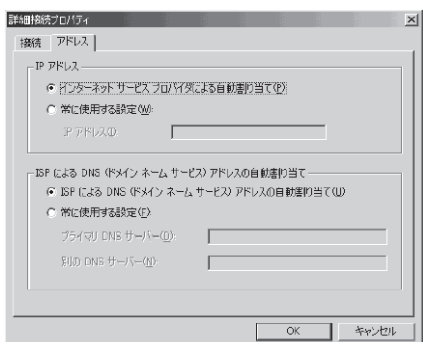 詳細接続プロパティ
接続 アドレス
IP アドレス
インターネット サービス プロバイダによる自動割り当て(P)
常に使用する設定(W):
IP アドレス(I):
ISP による DNS (ドメイン ネーム サービス) アドレスの自動割り当て
ISP による DNS (ドメイン ネーム サービス) アドレスの自動割り当て(U)
常に使用する設定(F)
プライマリ DNS サーバー(D):
別の DNS サーバー(N):
OK キャンセル